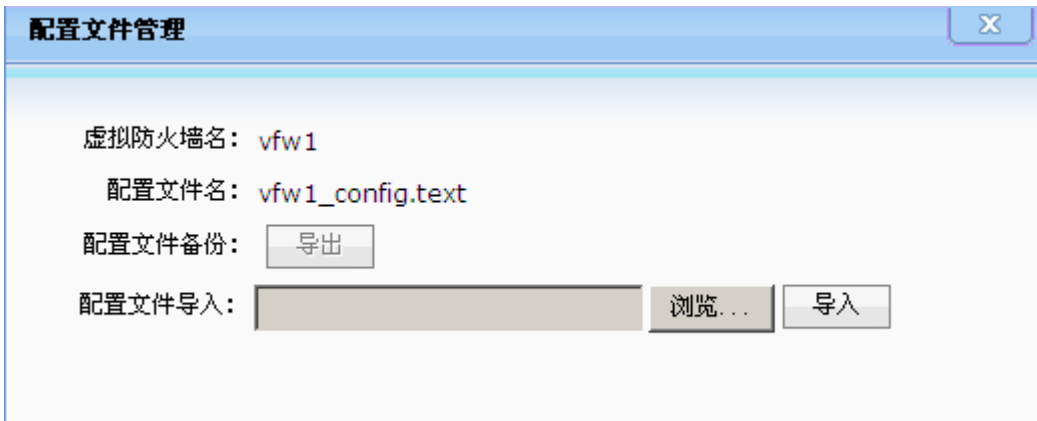 配置文件管理
虚拟防火墙名： vfw1
配置文件名： vfw1_config.text
配置文件备份： 导出
配置文件导入： 浏览... 导入